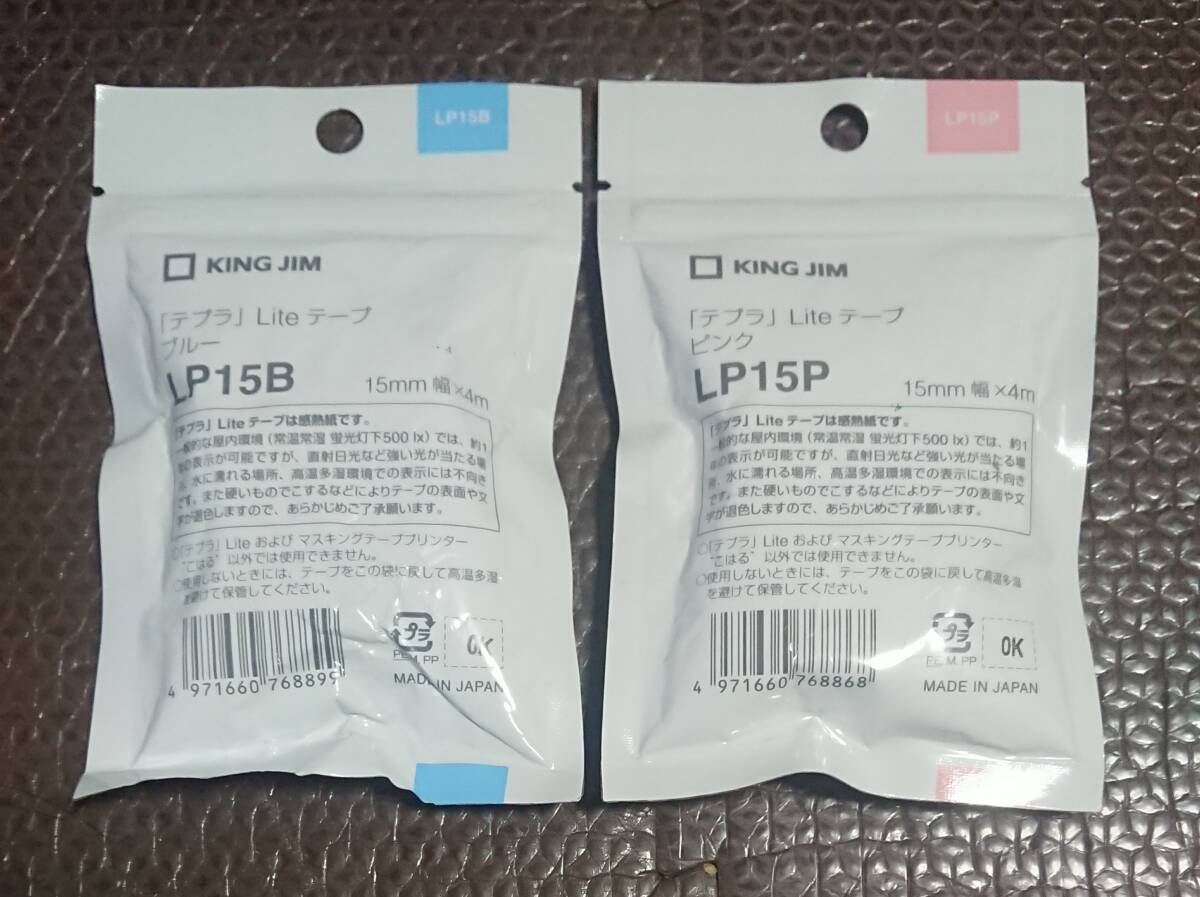 LP15B
KING JIM
「テプラ」Lite テープ
ブルー
LP15B
15mm 幅×4m
「テプラ」Lite テープは感熱紙です。
一般的な屋内環境（常温常湿 蛍光灯下500 lx）では、約1
年の表示が可能ですが、直射日光など強い光が当たる場
所、水に濡れる場所、高温多湿環境での表示には不向き
です。また硬いものでこするなどによりテープの表面や文
字が退色しますので、あらかじめご了承願います。
○「テプラ」Lite および マスキングテーププリンター
"こはる" 以外では使用できません。
○使用しないときには、テープをこの袋に戻して高温多湿
を避けて保管してください。
4 971660 768899
プラ
PE, M, PP
OK
MADE IN JAPAN
LP15P
KING JIM
「テプラ」Lite テープ
ピンク
LP15P
15mm 幅×4m
「テプラ」Lite テープは感熱紙です。
一般的な屋内環境（常温常湿 蛍光灯下500 lx）では、約1
年の表示が可能ですが、直射日光など強い光が当たる場
所、水に濡れる場所、高温多湿環境での表示には不向き
です。また硬いものでこするなどによりテープの表面や文
字が退色しますので、あらかじめご了承願います。
○「テプラ」Lite および マスキングテーププリンター
"こはる" 以外では使用できません。
○使用しないときには、テープをこの袋に戻して高温多湿
を避けて保管してください。
4 971660 768868
プラ
PE, M, PP
OK
MADE IN JAPAN